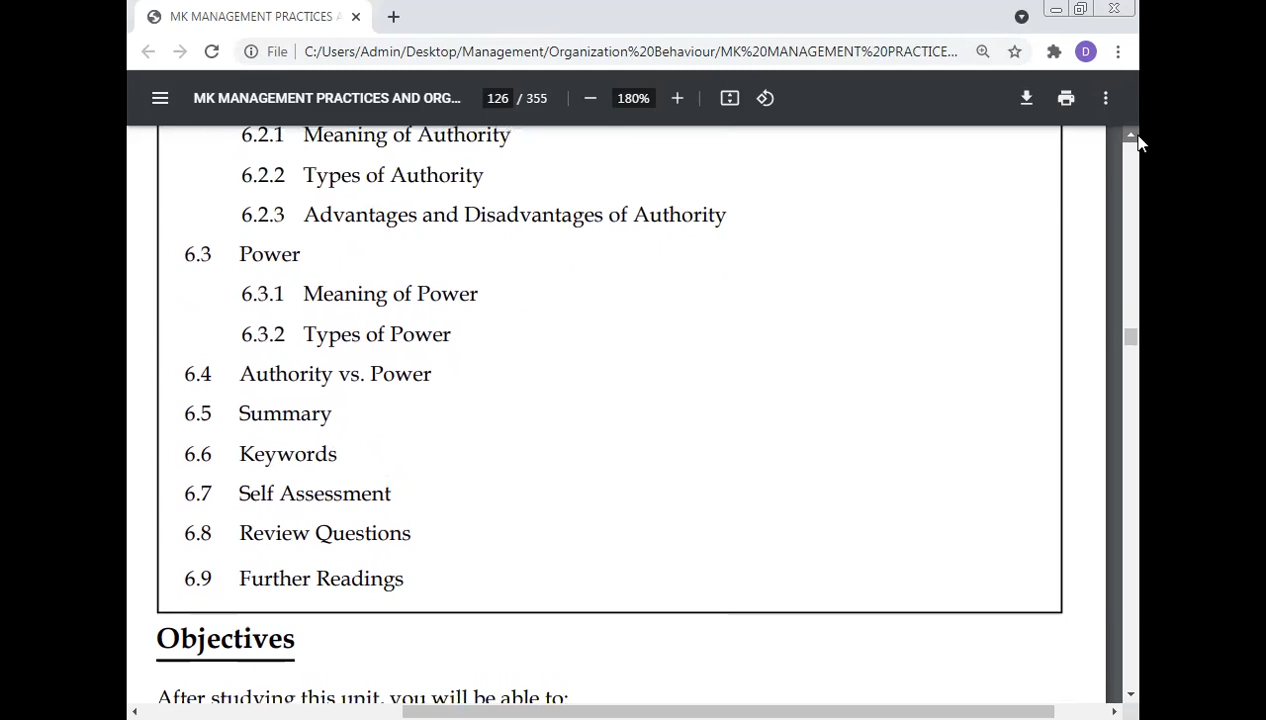 MK MANAGEMENT PRACTICES A
File C:/Users/Admin/Desktop/Management/Organization%20Behaviour/MK%20MANAGEMENT%20PRACTICE... D
MK MANAGEMENT PRACTICES AND ORG... 126 / 355 180%
6.2.1 Meaning of Authority
6.2.2 Types of Authority
6.2.3 Advantages and Disadvantages of Authority
6.3 Power
6.3.1 Meaning of Power
6.3.2 Types of Power
6.4 Authority vs. Power
6.5 Summary
6.6 Keywords
6.7 Self Assessment
6.8 Review Questions
6.9 Further Readings
Objectives
After studying this unit, you will be able to: